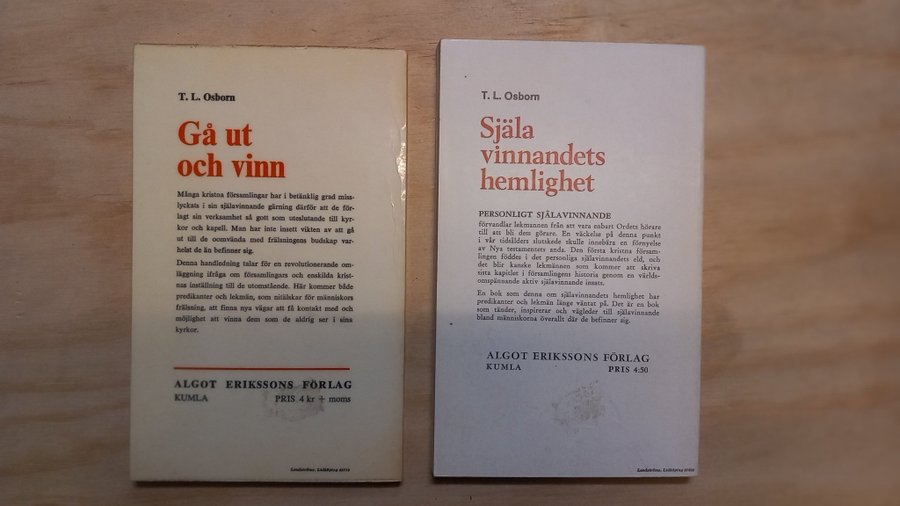 T. L. Osborn
Gå ut
och vinn
Många kristna församlingar har i betänklig grad miss-
lyckats i sin själavinnande gärning därför att de för-
lagt sin verksamhet så gott som uteslutande till kyr-
kor och kapell. Man har inte insett vikten av att gå
ut till de oomvända med frälsningens budskap var-
helst de än befinner sig.
Denna handledning talar för en revolutionerande om-
läggning ifråga om församlingars och enskilda krist-
nas inställning till de utomstående. Här kommer både
predikanter och lekmän, som nitälskar för människors
frälsning, att finna nya vägar att få kontakt med och
möjlighet att vinna dem som de aldrig ser i sina
kyrkor.
ALGOT ERIKSSONS FÖRLAG
KUMLA PRIS 4 kr + moms
Landströms, Lidköping
T. L. Osborn
Själa
vinnandets
hemlighet
PERSONLIGT SJÄLAVINNANDE
förvandlar lekmannen från att vara enbart Ordets hörare
till att bli dets görare. En väckelse på denna punkt
i vår tidsålders slutskede skulle innebära en förnyelse
av Nya testamentets anda. Den första kristna försam-
lingen föddes i det personliga själavinnandets eld, och
det blir kanske lekmännen som kommer att skriva
sista kapitlet i församlingens historia genom en världs-
omspännande aktiv själavinnande insats.
En bok som denna om själavinnandets hemlighet har
predikanter och lekmän länge väntat på. Det är en bok
som tänder, inspirerar och vägleder till själavinnande
bland människorna överallt där de befinner sig.
ALGOT ERIKSSONS FÖRLAG
KUMLA PRIS 4:50
Landströms, Lidköping